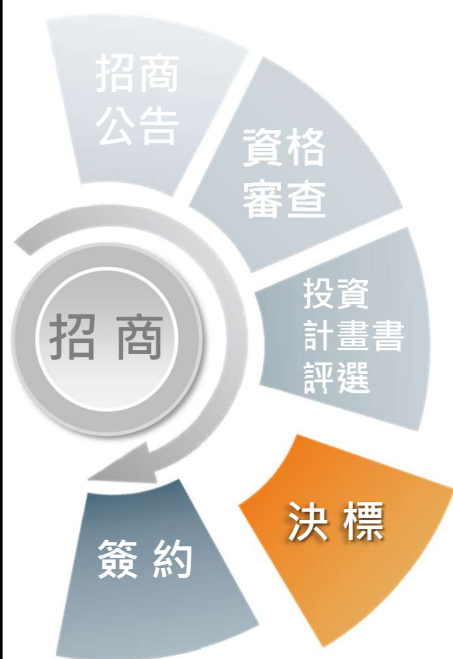 招商
公告
資格
審查
投資
計畫書
評選
招 商
決 標
簽 約